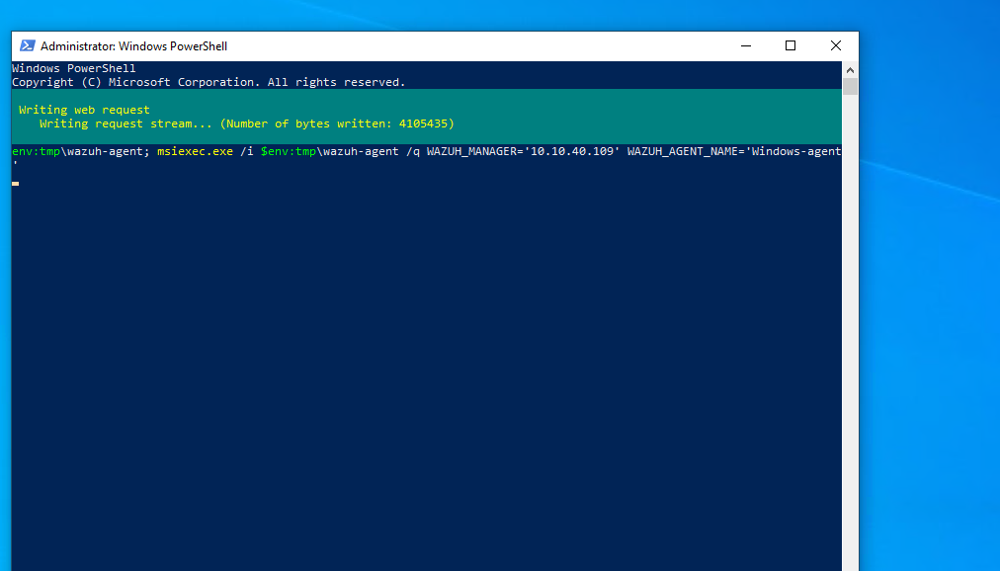 Administrator: Windows PowerShell
Windows PowerShell
Copyright (C) Microsoft Corporation. All rights reserved.
Writing web request
Writing request stream... (Number of bytes written: 4105435)
env:tmp\wazuh-agent; msiexec.exe /i $env:tmp\wazuh-agent /q WAZUH_MANAGER='10.10.40.109' WAZUH_AGENT_NAME='Windows-agent
'